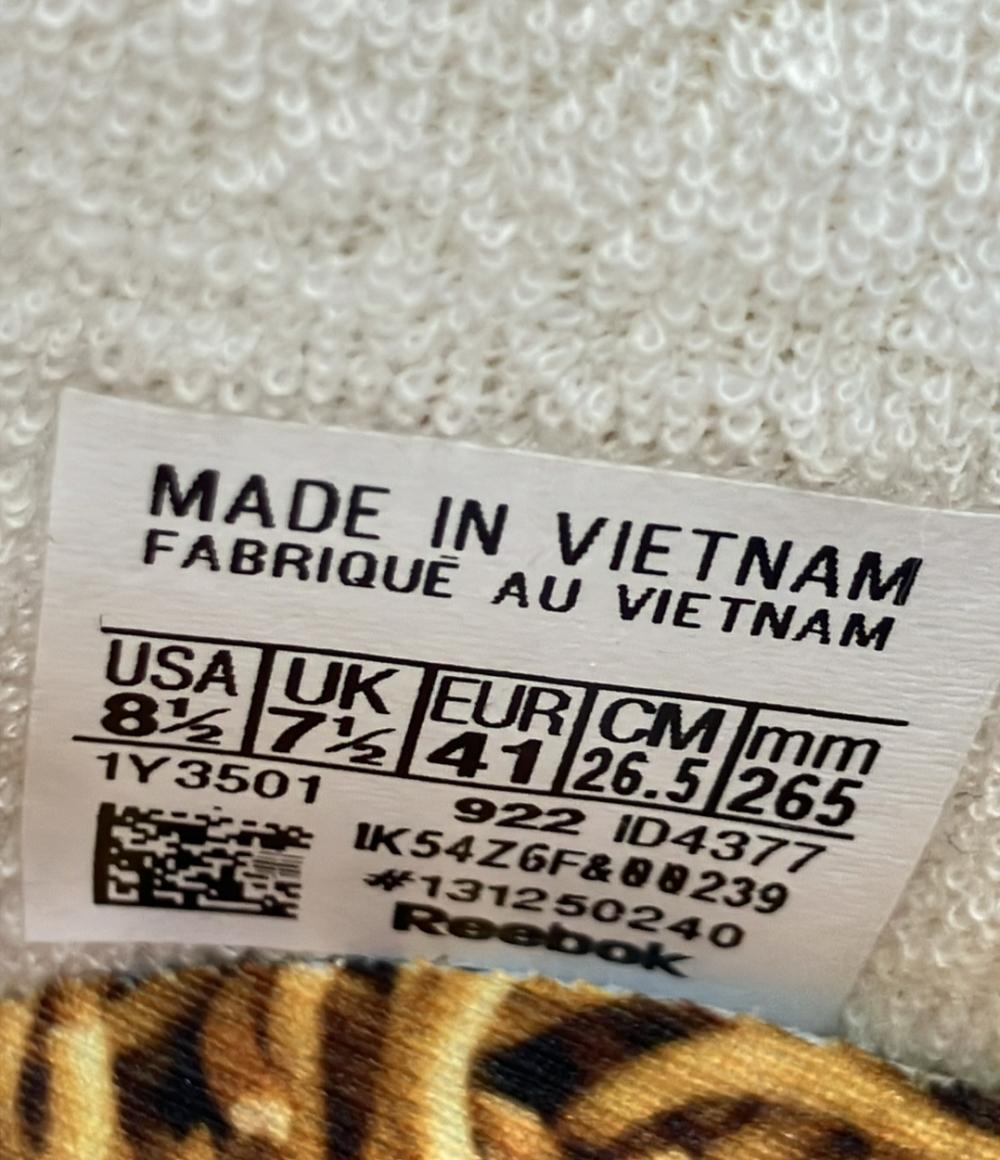 MADE IN VIETNAM
FABRIQUÉ AU VIETNAM
USA UK EUR CM mm
8½ 7½ 41 26.5 265
1Y3501 922 ID4377
IK54Z6F&00239
#131250240
Reebok